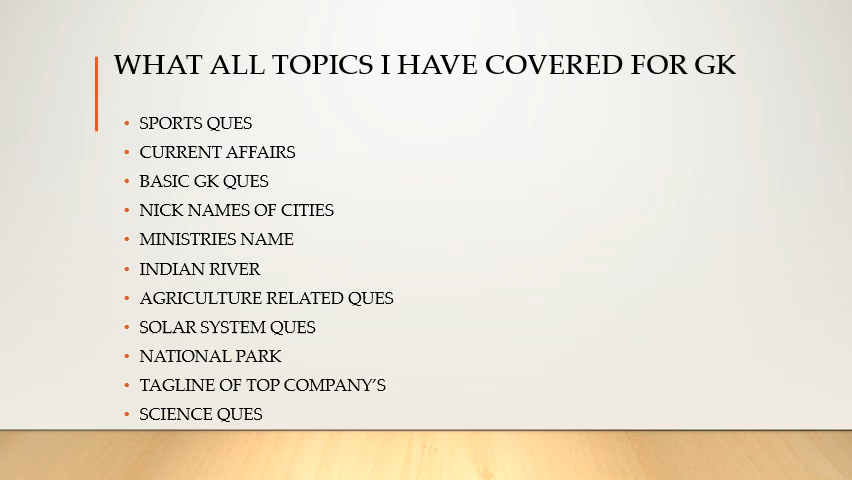 WHAT ALL TOPICS I HAVE COVERED FOR GK
• SPORTS QUES
• CURRENT AFFAIRS
• BASIC GK QUES
• NICK NAMES OF CITIES
• MINISTRIES NAME
• INDIAN RIVER
• AGRICULTURE RELATED QUES
• SOLAR SYSTEM QUES
• NATIONAL PARK
• TAGLINE OF TOP COMPANY’S
• SCIENCE QUES